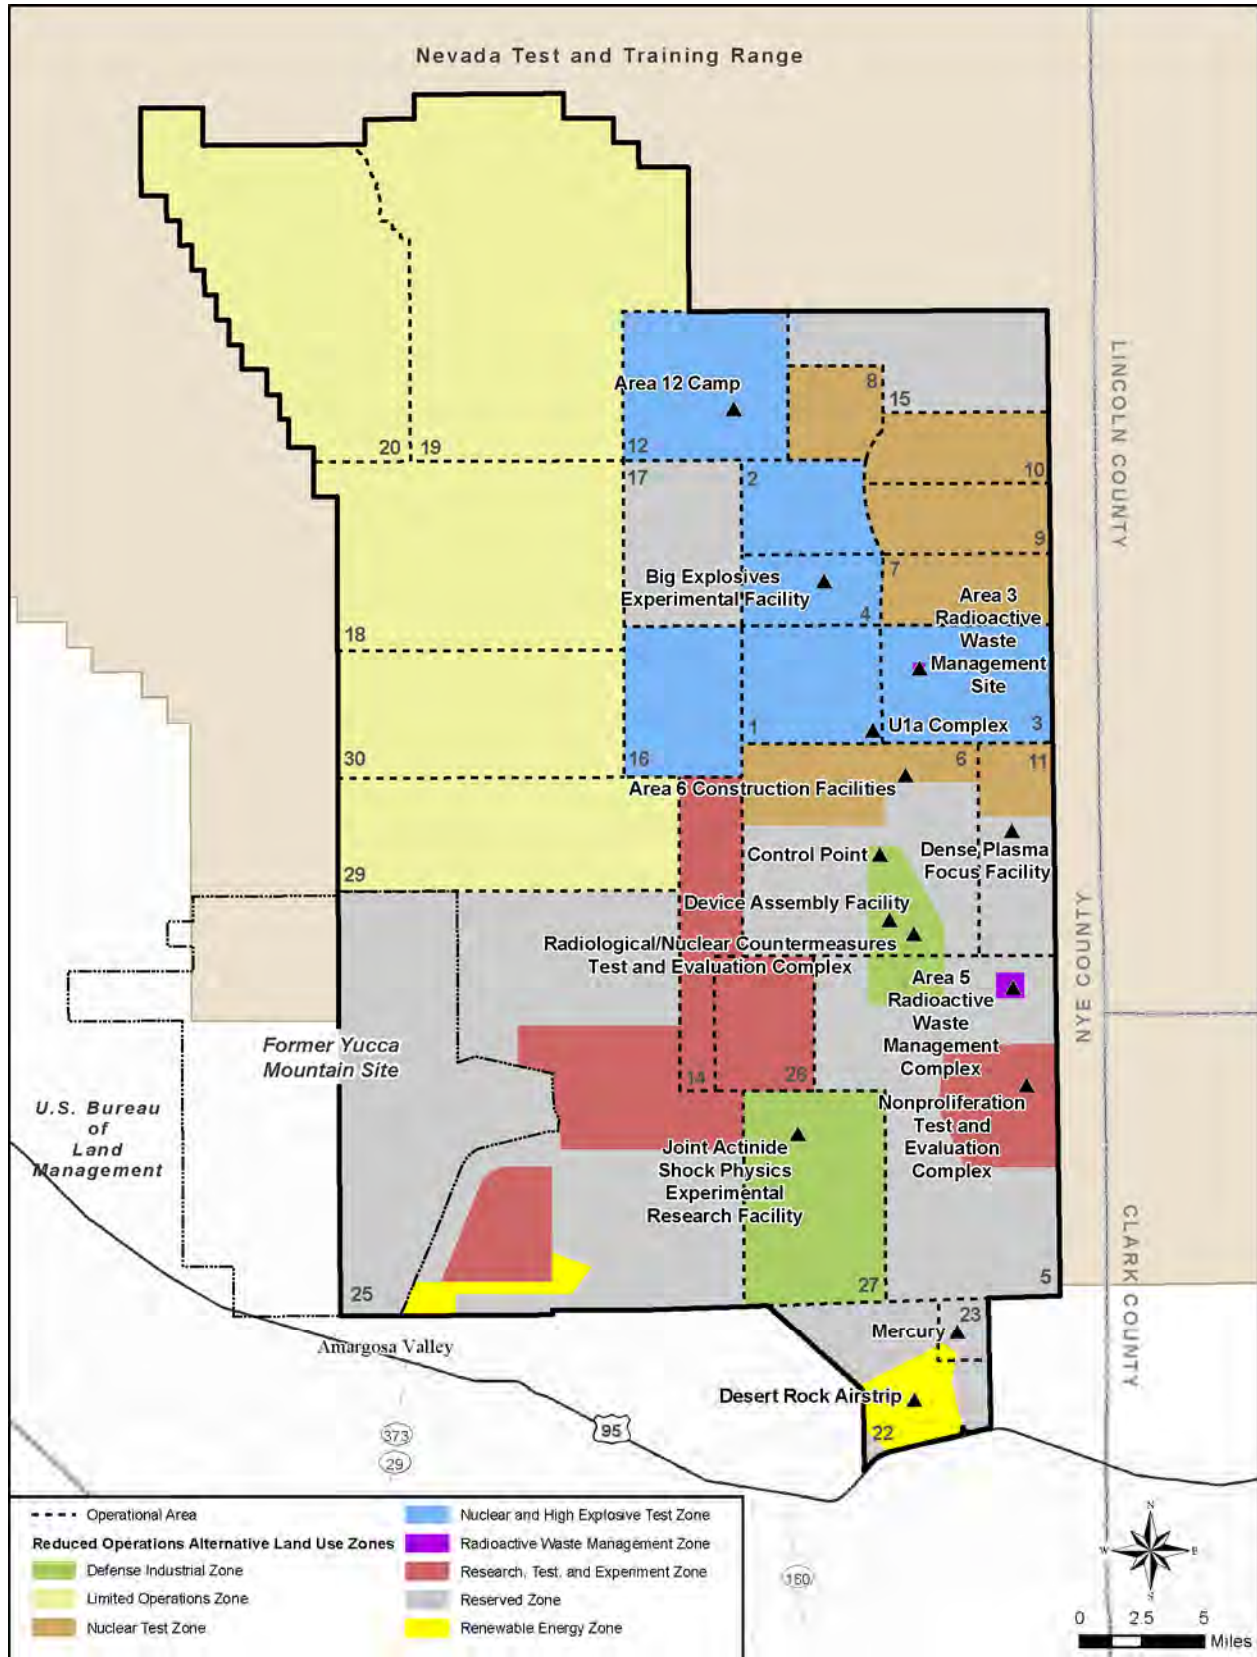 Nevada Test and Training Range
LINCOLN COUNTY
Area 12 Camp
8
15
20
19
12
17
2
10
9
Big Explosives
Experimental Facility
7
4
Area 3
Radioactive
Waste
Management
Site
18
1
U1a Complex
3
30
16
6
11
Area 6 Construction Facilities
Control Point
Dense Plasma
Focus Facility
29
Device Assembly Facility
Radiological/Nuclear Countermeasures
Test and Evaluation Complex
NYE COUNTY
Area 5
Radioactive
Waste
Management
Complex
Former Yucca
Mountain Site
14
26
U.S. Bureau
of
Land
Management
Nonproliferation
Test and
Evaluation
Complex
Joint Actinide
Shock Physics
Experimental
Research Facility
CLARK COUNTY
25
27
5
23
Mercury
Amargosa Valley
Desert Rock Airstrip
22
373
29
95
160
Operational Area
Reduced Operations Alternative Land Use Zones
Defense Industrial Zone
Limited Operations Zone
Nuclear Test Zone
Nuclear and High Explosive Test Zone
Radioactive Waste Management Zone
Research, Test, and Experiment Zone
Reserved Zone
Renewable Energy Zone
N
W E
S
0 2.5 5
Miles